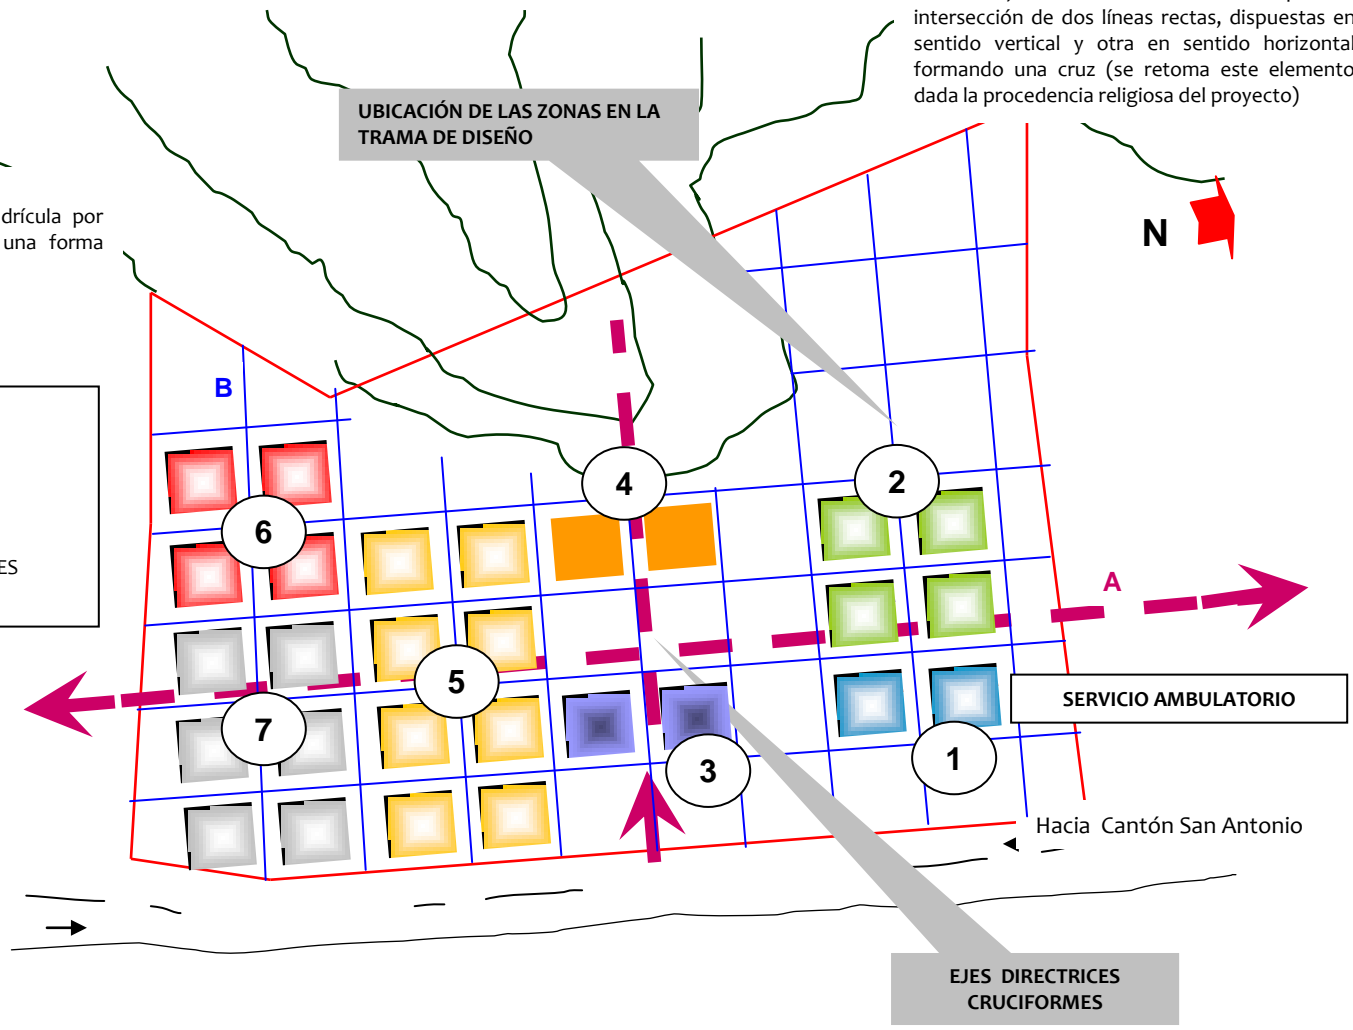 intersección de dos líneas rectas, dispuestas en
sentido vertical y otra en sentido horizontal
formando una cruz (se retoma este elemento
dada la procedencia religiosa del proyecto)
UBICACIÓN DE LAS ZONAS EN LA
TRAMA DE DISEÑO
drícula por
una forma
N
B
ES
4
2
6
A
5
SERVICIO AMBULATORIO
7
3
1
Hacia Cantón San Antonio
EJES DIRECTRICES
CRUCIFORMES